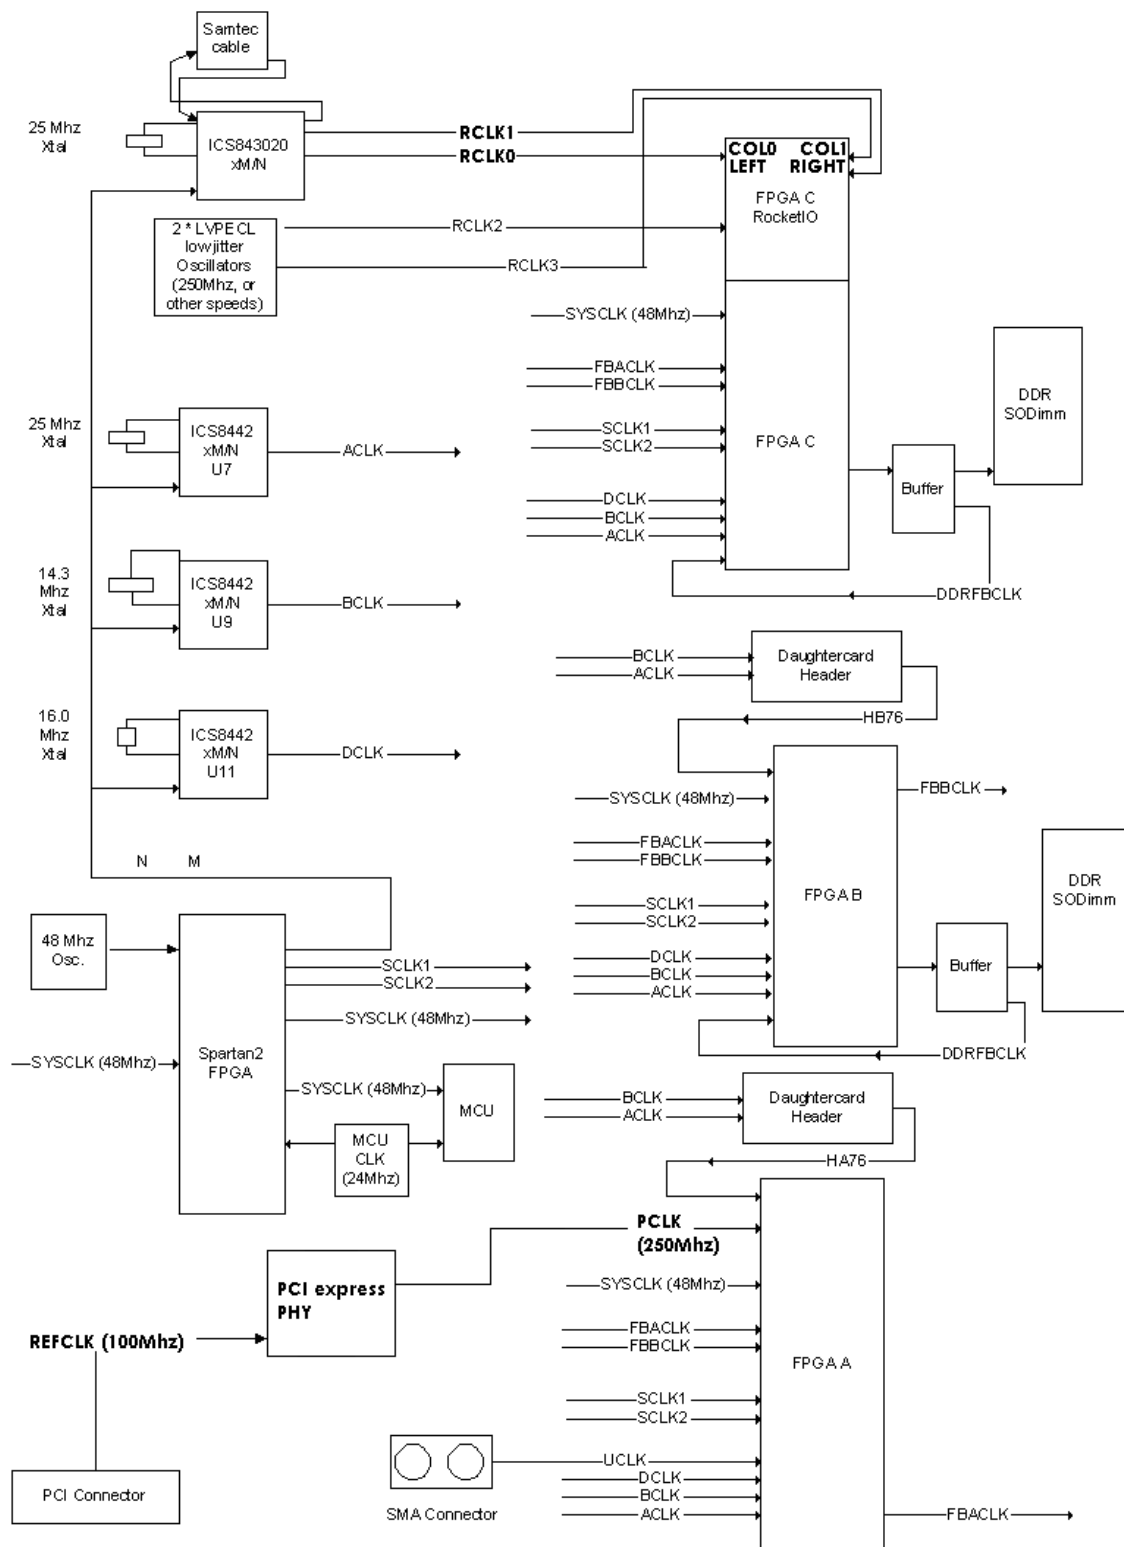 Samtec
cable
25 Mhz
Xtal
ICS843020
xM/N
RCLK1
RCLK0
COL0 COL1
LEFT RIGHT
FPGA C
RocketIO
2 * LVPECL
lowjitter
Oscillators
(250Mhz, or
other speeds)
RCLK2
RCLK3
SYSCLK (48Mhz)
FBACLK
FBBCLK
SCLK1
SCLK2
FPGA C
DCLK
BCLK
ACLK
Buffer
DDR
SODimm
DDRFBCLK
25 Mhz
Xtal
ICS8442
xM/N
U7
ACLK
14.3
Mhz
Xtal
ICS8442
xM/N
U9
BCLK
16.0
Mhz
Xtal
ICS8442
xM/N
U11
DCLK
BCLK
ACLK
Daughtercard
Header
HB76
SYSCLK (48Mhz)
FBBCLK
FBACLK
FBBCLK
FPGA B
SCLK1
SCLK2
DCLK
BCLK
ACLK
Buffer
DDR
SODimm
DDRFBCLK
N M
48 Mhz
Osc.
SCLK1
SCLK2
SYSCLK (48Mhz)
SYSCLK (48Mhz)
Spartan2
FPGA
SYSCLK (48Mhz)
MCU
MCU
CLK
(24Mhz)
BCLK
ACLK
Daughtercard
Header
HA76
PCLK
(250Mhz)
PCI express
PHY
REFCLK (100Mhz)
PCI Connector
SYSCLK (48Mhz)
FBACLK
FBBCLK
FPGA A
SCLK1
SCLK2
UCLK
DCLK
BCLK
ACLK
SMA Connector
FBACLK